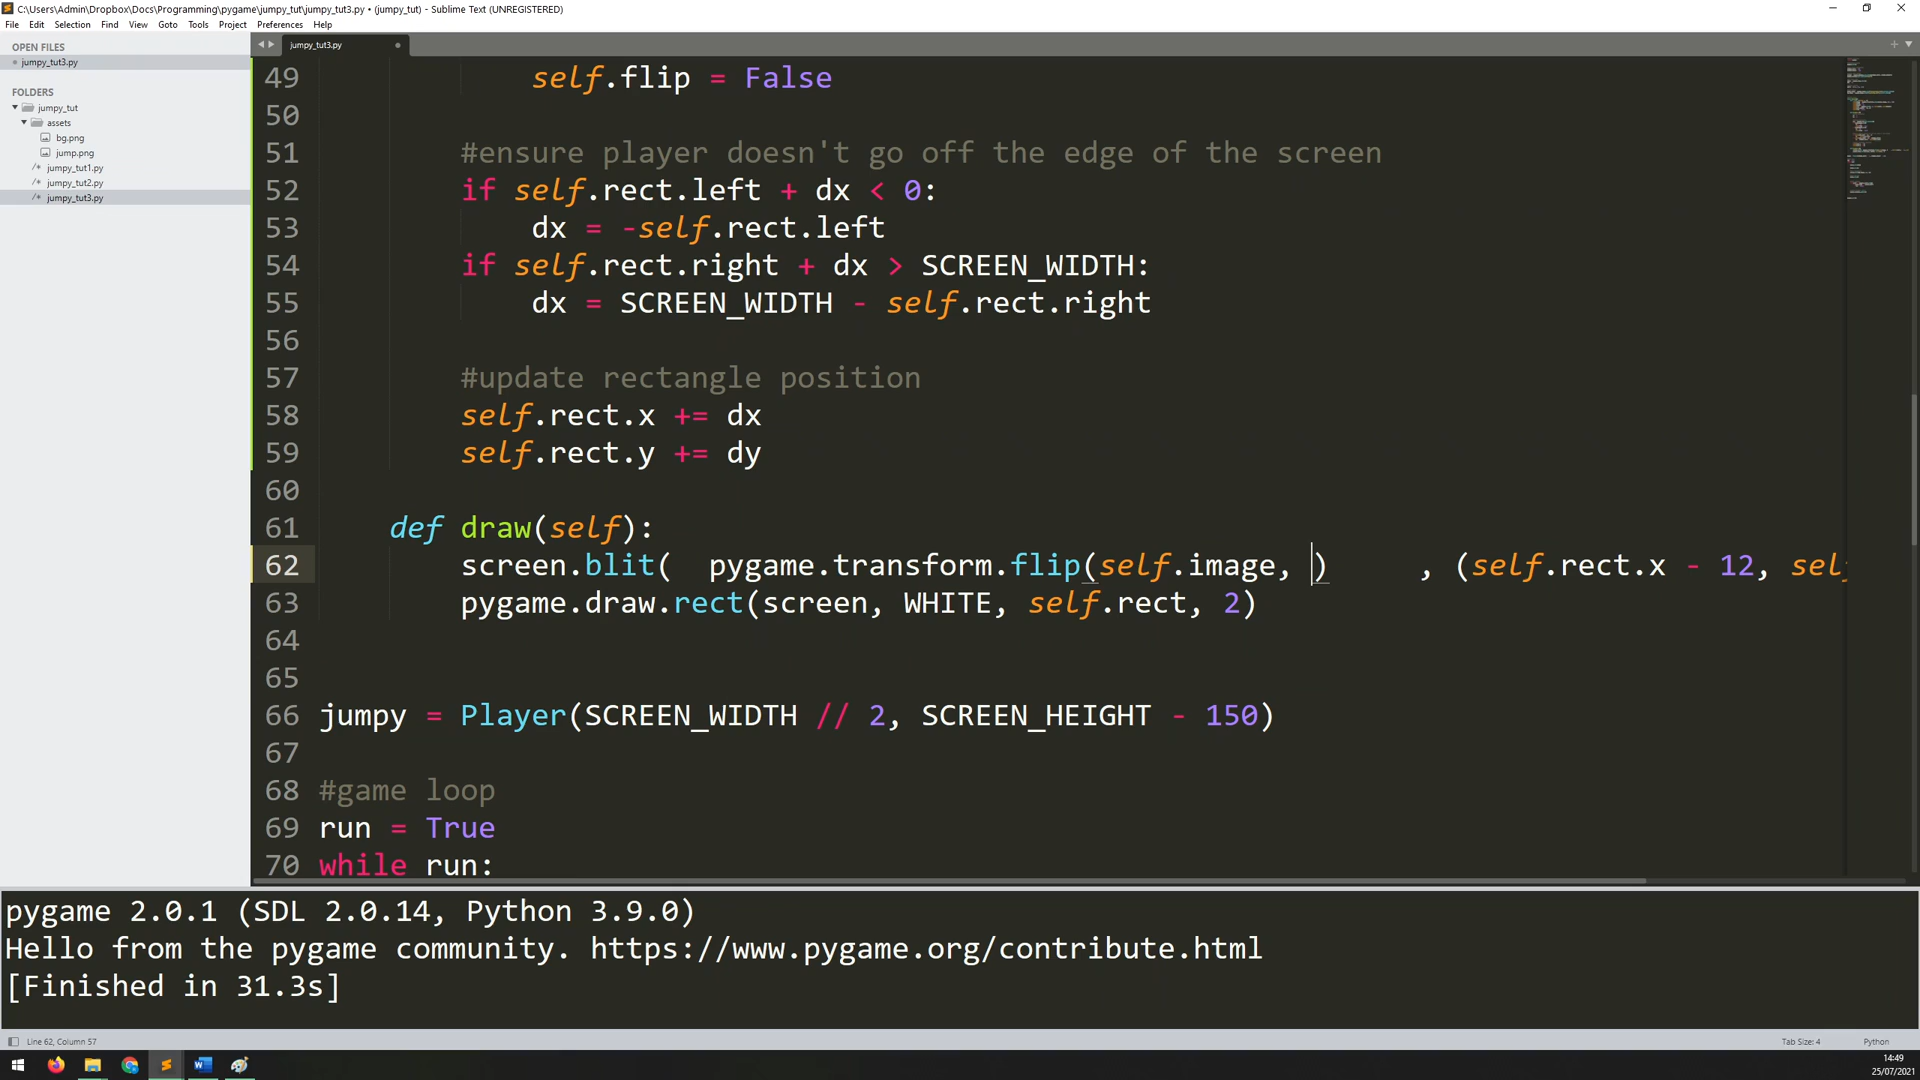 C:\Users\Admin\Dropbox\Docs\Programming\pygame\jumpy_tut\jumpy_tut3.py • (jumpy_tut) - Sublime Text (UNREGISTERED)
File Edit Selection Find View Goto Tools Project Preferences Help
OPEN FILES
jumpy_tut3.py
FOLDERS
jumpy_tut
assets
bg.png
jump.png
/* jumpy_tut1.py
/* jumpy_tut2.py
/* jumpy_tut3.py
jumpy_tut3.py
49 self.flip = False
50
51 #ensure player doesn't go off the edge of the screen
52 if self.rect.left + dx < 0:
53 dx = -self.rect.left
54 if self.rect.right + dx > SCREEN_WIDTH:
55 dx = SCREEN_WIDTH - self.rect.right
56
57 #update rectangle position
58 self.rect.x += dx
59 self.rect.y += dy
60
61 def draw(self):
62 screen.blit(  pygame.transform.flip(self.image, )     , (self.rect.x - 12, sel
63 pygame.draw.rect(screen, WHITE, self.rect, 2)
64
65
66 jumpy = Player(SCREEN_WIDTH // 2, SCREEN_HEIGHT - 150)
67
68 #game loop
69 run = True
70 while run:
pygame 2.0.1 (SDL 2.0.14, Python 3.9.0)
Hello from the pygame community. https://www.pygame.org/contribute.html
[Finished in 31.3s]
Line 62, Column 57
Tab Size: 4
Python
14:49
25/07/2021